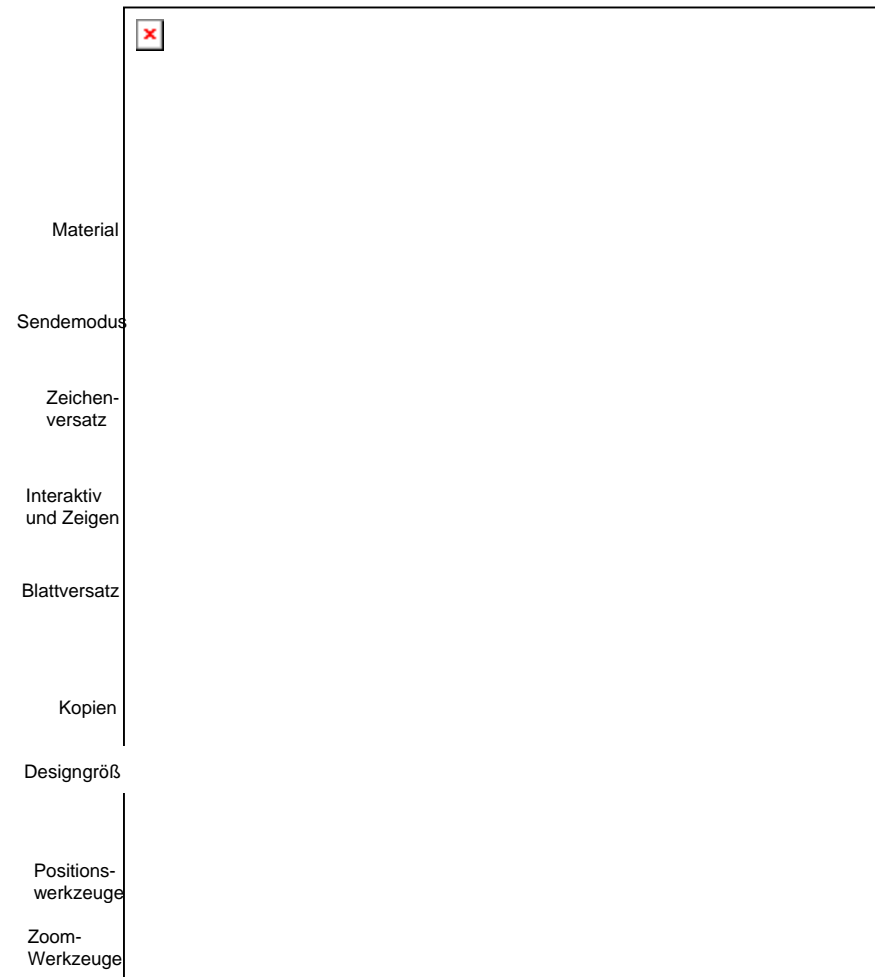 Material
Sendemodus
Zeichen-
versatz
Interaktiv
und Zeigen
Blattversatz
Kopien
Designgröß
Positions-
werkzeuge
Zoom-
Werkzeuge